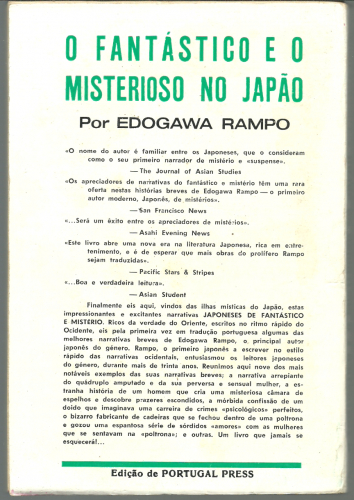 O FANTÁSTICO E O
MISTERIOSO NO JAPÃO
Por EDOGAWA RAMPO
«O nome do autor é familiar entre os Japoneses, que o consideram
como o seu primeiro narrador de mistério e «suspense».
—The Journal of Asian Studies
«Os apreciadores de narrativas do fantástico e mistério têm uma rara
oferta nestas histórias breves de Edogawa Rampo — o primeiro
autor moderno, Japonês, de mistérios».
—San Francisco News
«...Será um êxito entre os apreciadores de mistérios».
—Asahi Evening News
«Este livro abre uma nova era na literatura Japonesa, rica em entre-
tenimento, e é de esperar que mais obras do prolífero Rampo
sejam traduzidas».
— Pacific Stars & Stripes
«...Boa e verdadeira leitura».
—Asian Student
Finalmente eis aqui, vindos das ilhas místicas do Japão, estas
impressionantes e excitantes narrativas JAPONESES DE FANTÁSTICO
E MISTERIO. Ricos da verdade do Oriente, escritos no ritmo rápido do
Ocidente, eis pela primeira vez em tradução portuguesa algumas das
melhores narrativas breves de Edogawa Rampo, o principal autor
japonês do género. Rampo, o primeiro japonês a escrever no estilo
rápido das narrativas ocidentais, entusiasmou os leitores japoneses
do género, durante mais de trinta anos. Reunimos aqui nove dos mais
notáveis exemplos das suas narrativas breves; a narrativa arrepiante
do quádruplo amputado e da sua perversa e sensual mulher, a es-
tranha história de um homem que cria uma misteriosa câmara de
espelhos e descobre prazeres escondidos, a mórbida confissão de um
doido que imaginava uma carreira de crimes «psicológicos» perfeitos,
o bizarro fabricante de cadeiras que se fechou dentro de uma poltrona
e gozou uma espantosa série de sórdidos «amores» com as mulheres
que se sentavam na «poltrona»; e outras. Um livro que jamais se
esquecerá!...
Edição de PORTUGAL PRESS